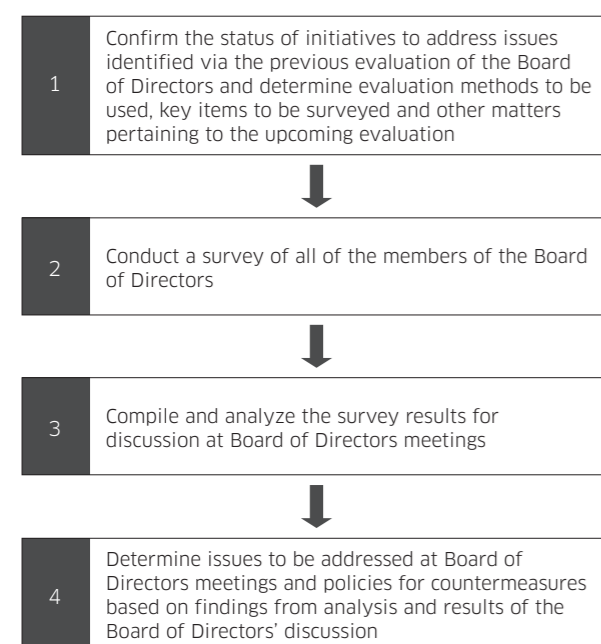 1
Confirm the status of initiatives to address issues
identified via the previous evaluation of the Board
of Directors and determine evaluation methods to be
used, key items to be surveyed and other matters
pertaining to the upcoming evaluation
2
Conduct a survey of all of the members of the Board
of Directors
3
Compile and analyze the survey results for
discussion at Board of Directors meetings
4
Determine issues to be addressed at Board of
Directors meetings and policies for countermeasures
based on findings from analysis and results of the
Board of Directors’ discussion